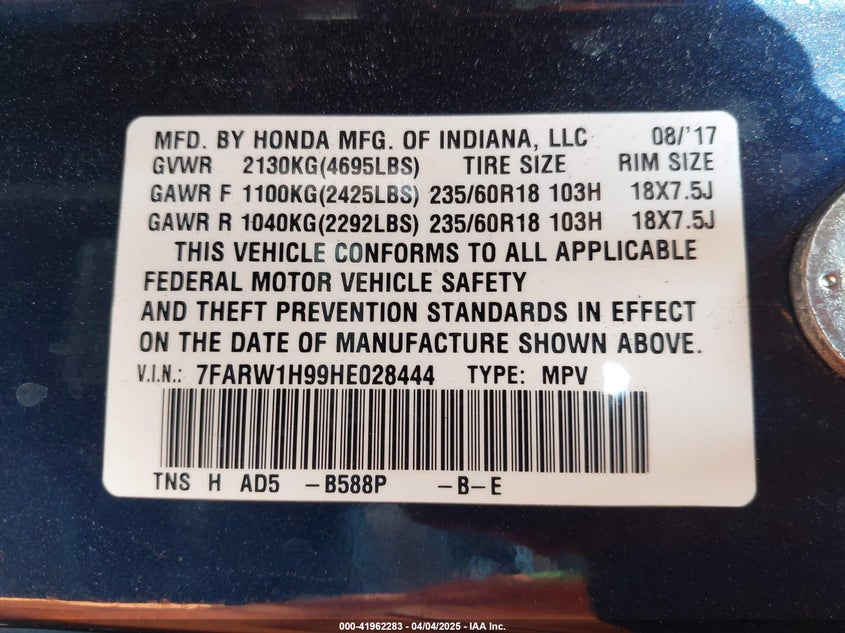 MFD. BY HONDA MFG. OF INDIANA, LLC 08/'17
GVWR 2130KG(4695LBS) TIRE SIZE RIM SIZE
GAWR F 1100KG(2425LBS) 235/60R18 103H 18X7.5J
GAWR R 1040KG(2292LBS) 235/60R18 103H 18X7.5J
THIS VEHICLE CONFORMS TO ALL APPLICABLE
FEDERAL MOTOR VEHICLE SAFETY
AND THEFT PREVENTION STANDARDS IN EFFECT
ON THE DATE OF MANUFACTURE SHOWN ABOVE.
V.I.N.: 7FARW1H99HE028444 TYPE: MPV
TNS H AD5 -B588P -B-E
000-41962283 - 04/04/2025 - IAA Inc.